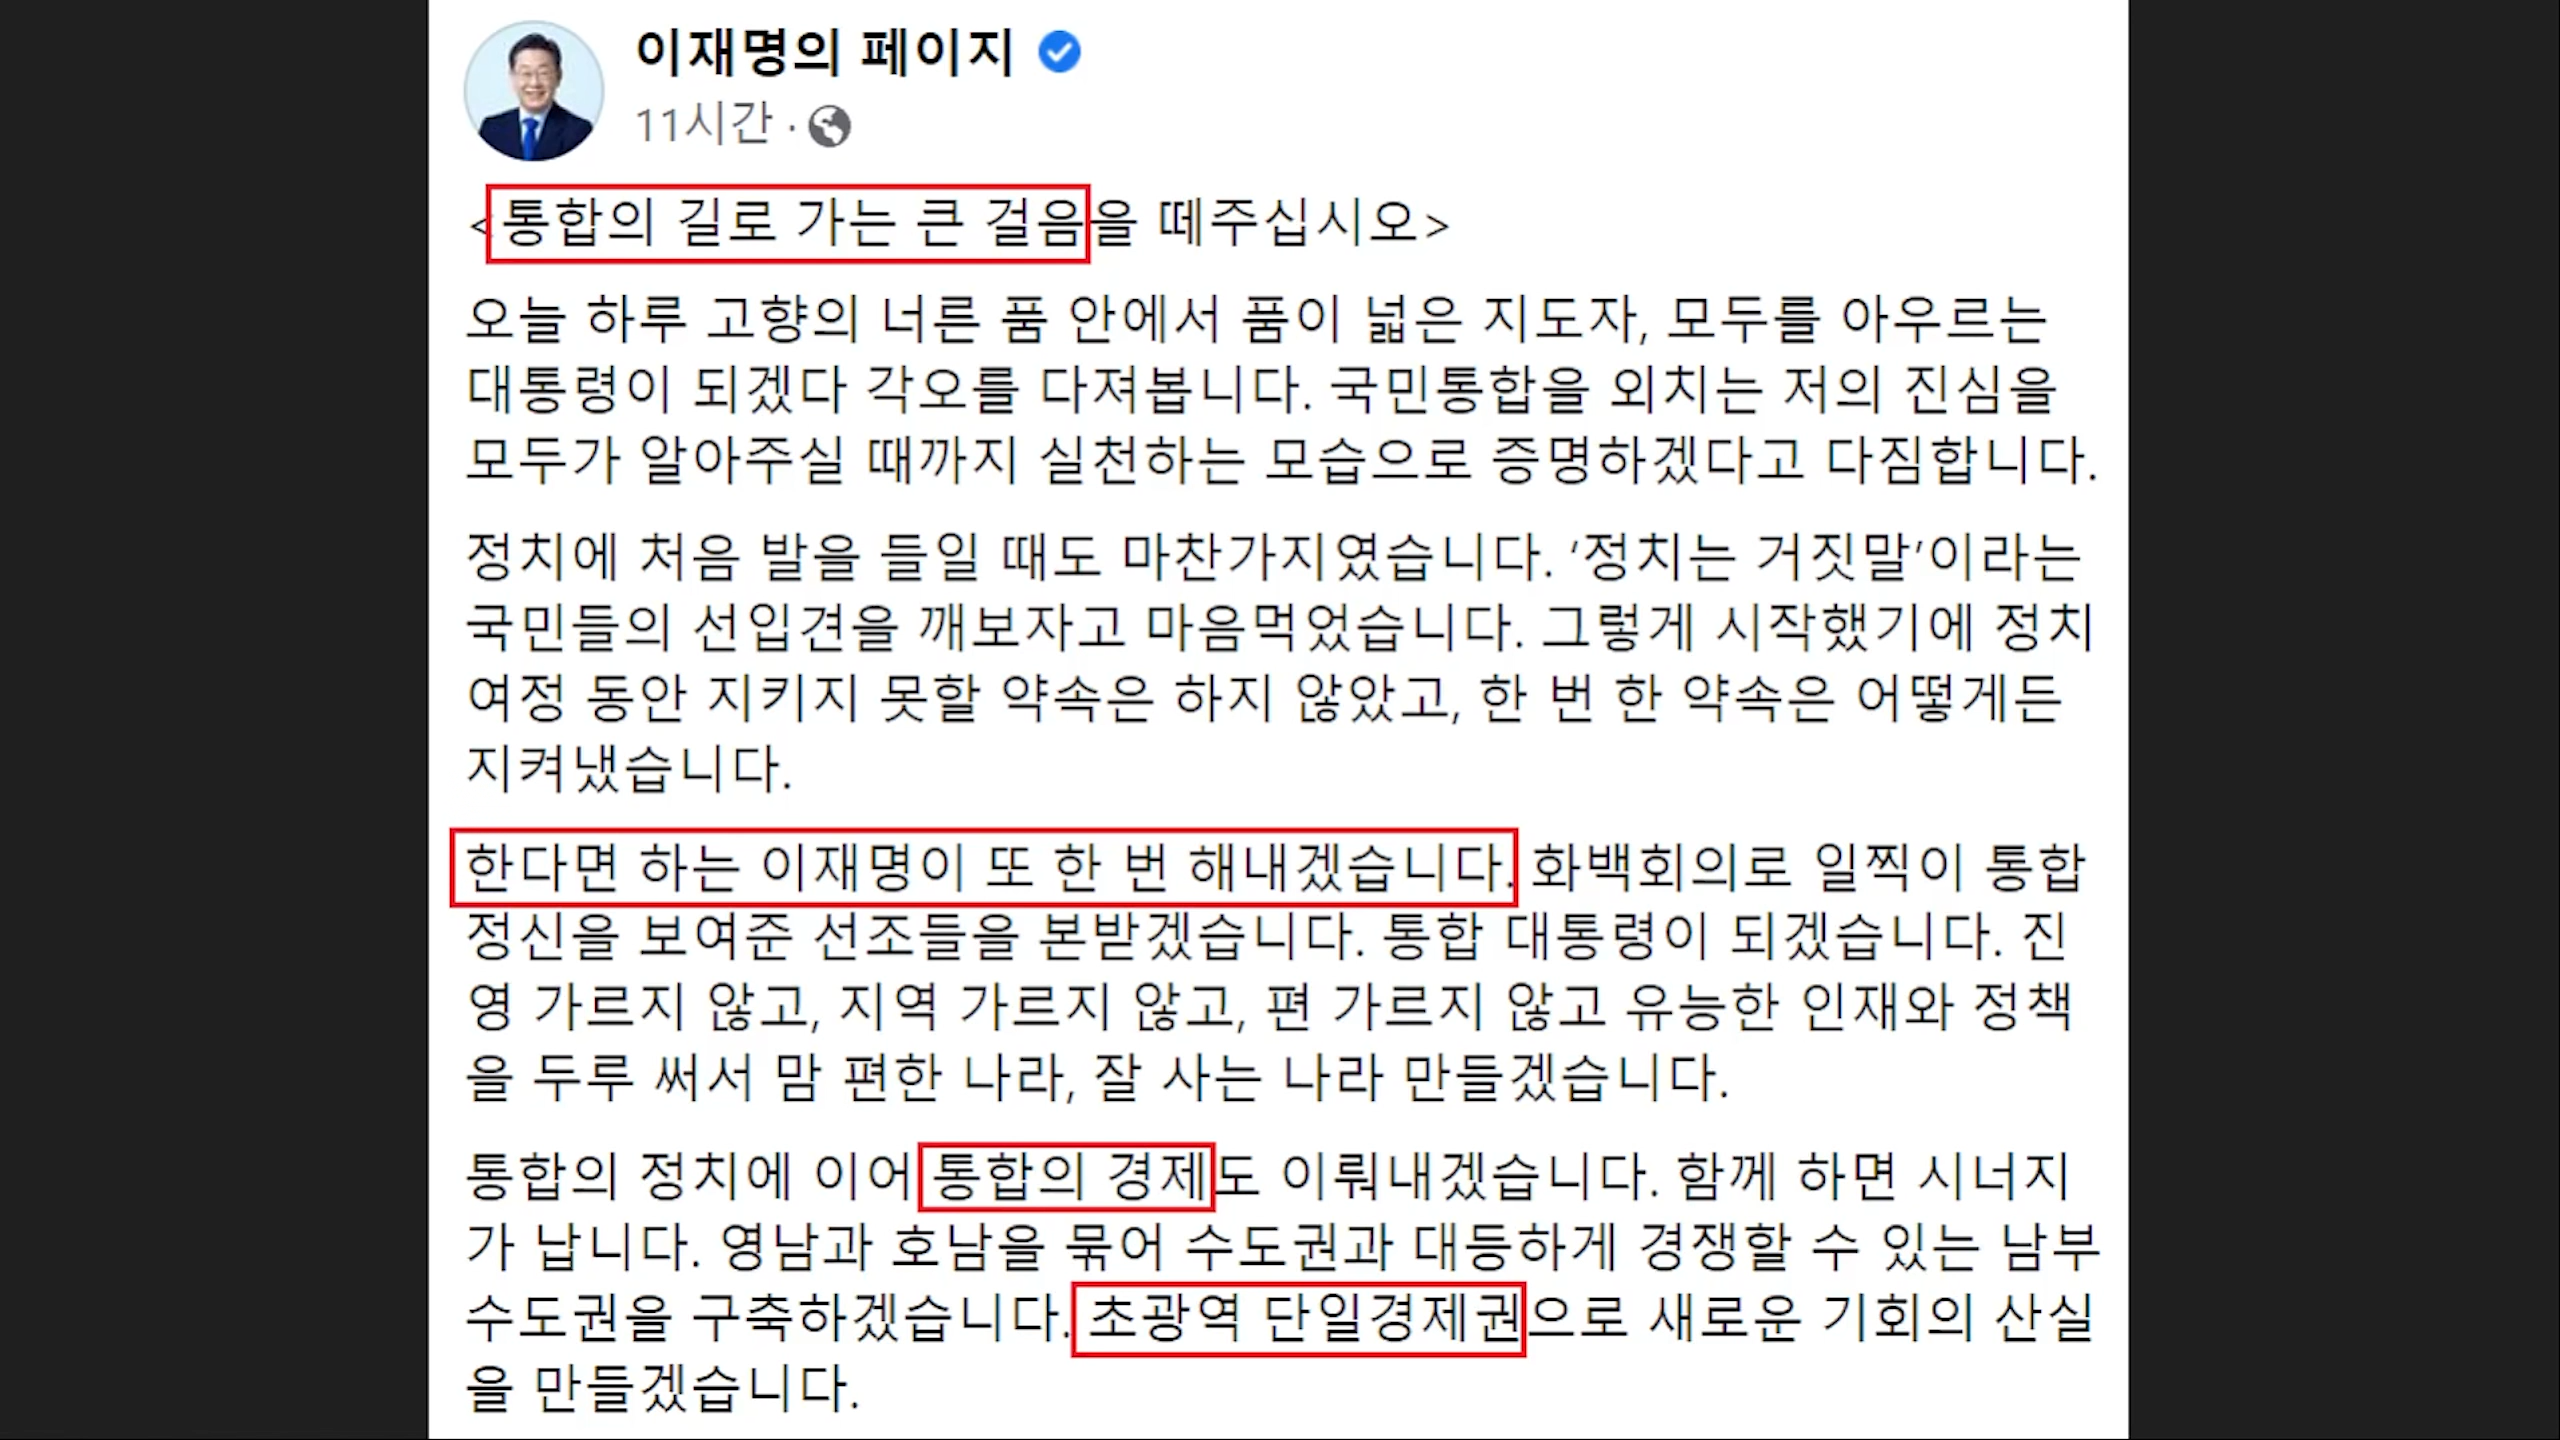 이재명의 페이지
11시간 ·
<통합의 길로 가는 큰 걸음을 떼주십시오>
오늘 하루 고향의 너른 품 안에서 품이 넓은 지도자, 모두를 아우르는
대통령이 되겠다 각오를 다져봅니다. 국민통합을 외치는 저의 진심을
모두가 알아주실 때까지 실천하는 모습으로 증명하겠다고 다짐합니다.
정치에 처음 발을 들일 때도 마찬가지였습니다. '정치는 거짓말'이라는
국민들의 선입견을 깨보자고 마음먹었습니다. 그렇게 시작했기에 정치
여정 동안 지키지 못할 약속은 하지 않았고, 한 번 한 약속은 어떻게든
지켜냈습니다.
한다면 하는 이재명이 또 한 번 해내겠습니다. 화백회의로 일찍이 통합
정신을 보여준 선조들을 본받겠습니다. 통합 대통령이 되겠습니다. 진
영 가르지 않고, 지역 가르지 않고, 편 가르지 않고 유능한 인재와 정책
을 두루 써서 맘 편한 나라, 잘 사는 나라 만들겠습니다.
통합의 정치에 이어 통합의 경제도 이뤄내겠습니다. 함께 하면 시너지
가 납니다. 영남과 호남을 묶어 수도권과 대등하게 경쟁할 수 있는 남부
수도권을 구축하겠습니다. 초광역 단일경제권으로 새로운 기회의 산실
을 만들겠습니다.